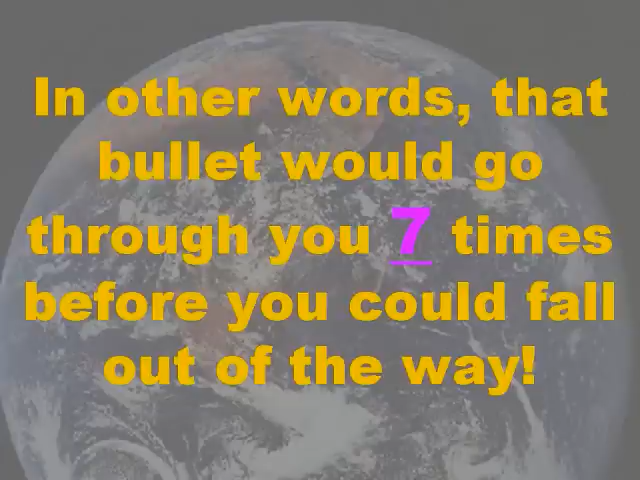 In other words, that
bullet would go
through you 7 times
before you could fall
out of the way!